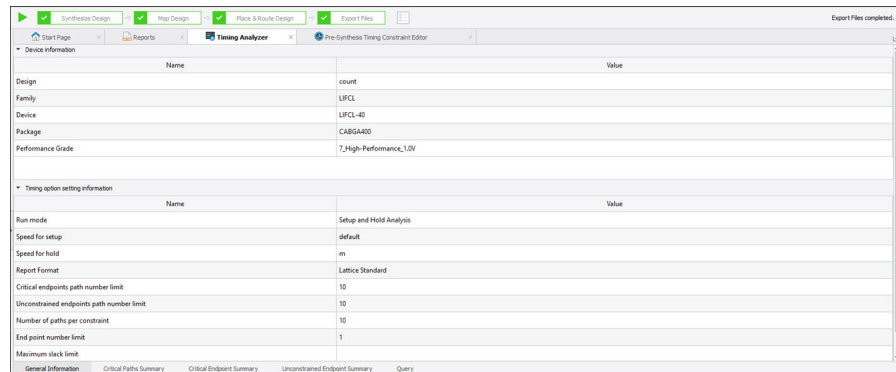 Synthesize Design Map Design Place & Route Design Export Files Export Files completed.
Start Page Reports Timing Analyzer Pre-Synthesis Timing Constraint Editor
Device information
Name Value
Design count
Family LIFCL
Device LIFCL-40
Package CABGA400
Performance Grade 7_High-Performance_1.0V
Timing option setting information
Name Value
Run mode Setup and Hold Analysis
Speed for setup default
Speed for hold m
Report Format Lattice Standard
Critical endpoints path number limit 10
Unconstrained endpoints path number limit 10
Number of paths per constraint 10
End point number limit 1
Maximum slack limit
General Information Critical Paths Summary Critical Endpoint Summary Unconstrained Endpoint Summary Query